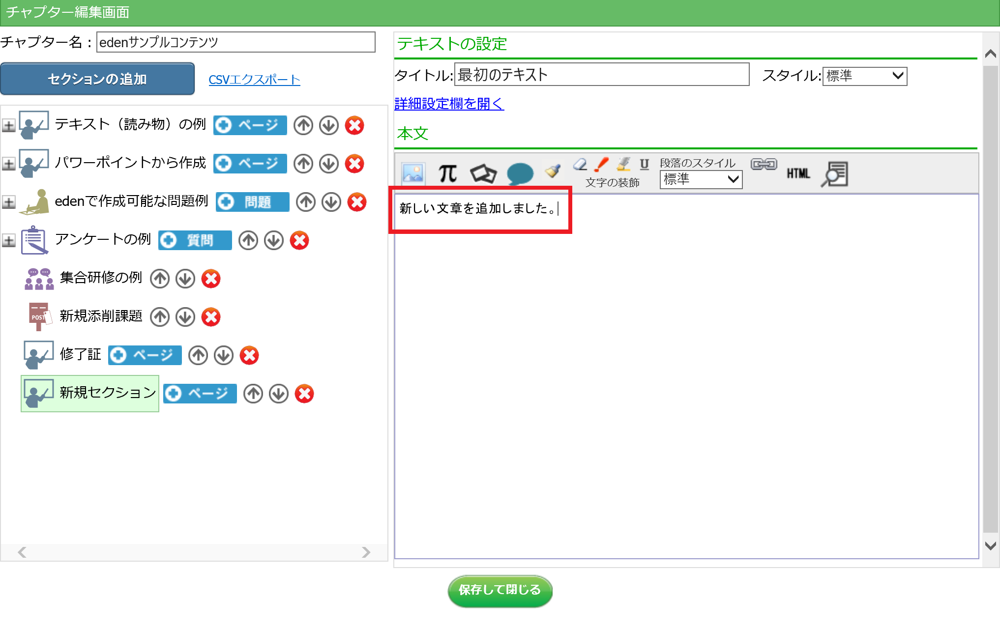 チャプター編集画面
チャプター名：edenサンプルコンテンツ
セクションの追加 CSVエクスポート
テキスト（読み物）の例 ページ
パワーポイントから作成 ページ
edenで作成可能な問題例 問題
アンケートの例 質問
集合研修の例
POST 新規添削課題
修了証 ページ
新規セクション ページ
テキストの設定
タイトル:最初のテキスト スタイル:標準
詳細設定欄を開く
本文
π U 文字の装飾 段落のスタイル 標準 HTML
新しい文章を追加しました。
保存して閉じる